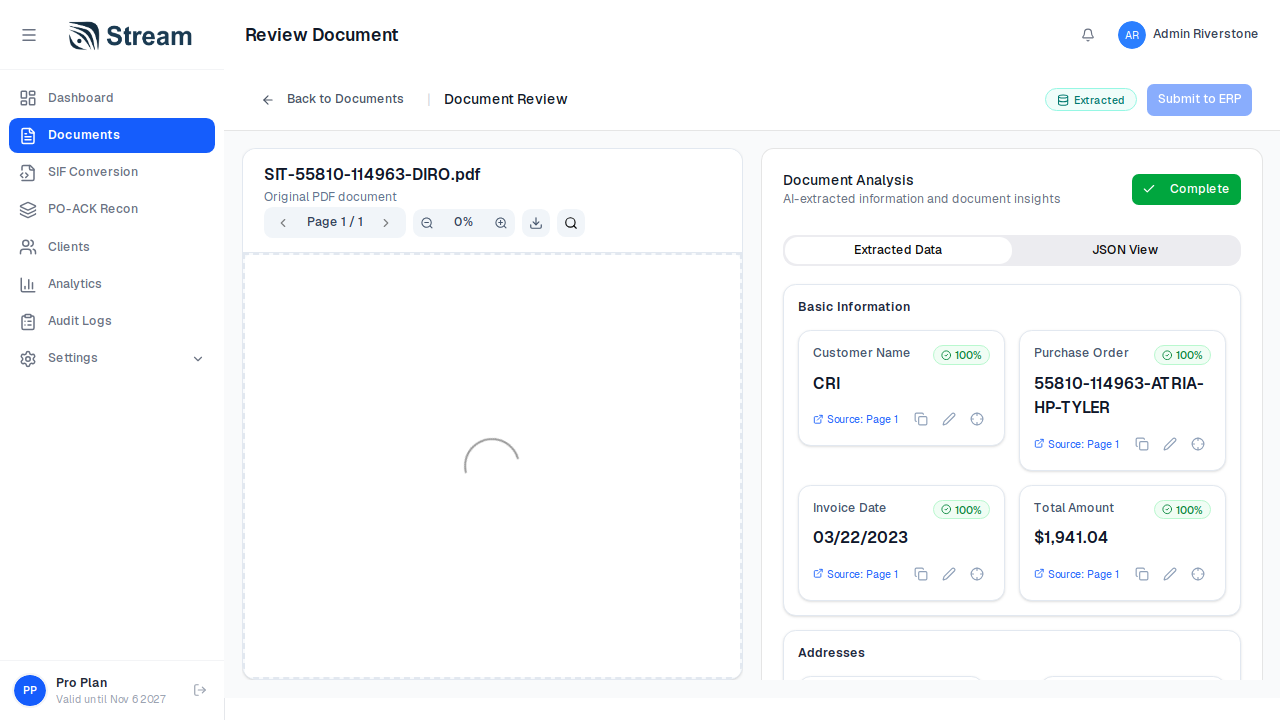 Stream
Review Document
AR
Admin Riverstone
Dashboard
Documents
SIF Conversion
PO-ACK Recon
Clients
Analytics
Audit Logs
Settings
PP
Pro Plan
Valid until Nov 6 2027
Back to Documents
Document Review
Extracted
Submit to ERP
SIT-55810-114963-DIRO.pdf
Original PDF document
Page 1 / 1
0%
Document Analysis
AI-extracted information and document insights
Complete
Extracted Data
JSON View
Basic Information
Customer Name
100%
CRI
Source: Page 1
Purchase Order
100%
55810-114963-ATRIA-
HP-TYLER
Source: Page 1
Invoice Date
100%
03/22/2023
Source: Page 1
Total Amount
100%
$1,941.04
Source: Page 1
Addresses